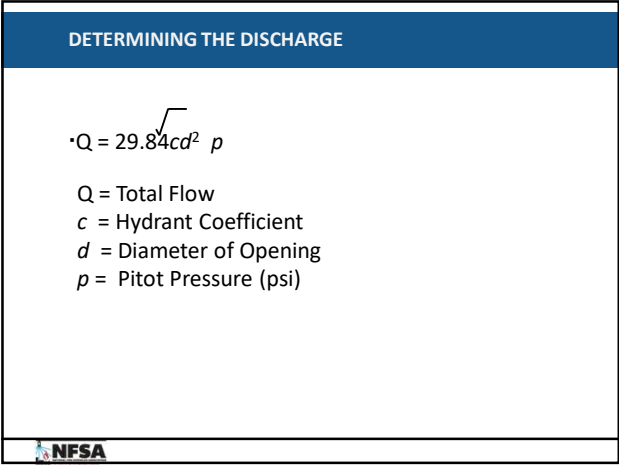 DETERMINING THE DISCHARGE
▪Q = 29.84cd² √ p
Q = Total Flow
c = Hydrant Coefficient
d = Diameter of Opening
p = Pitot Pressure (psi)
NFSA